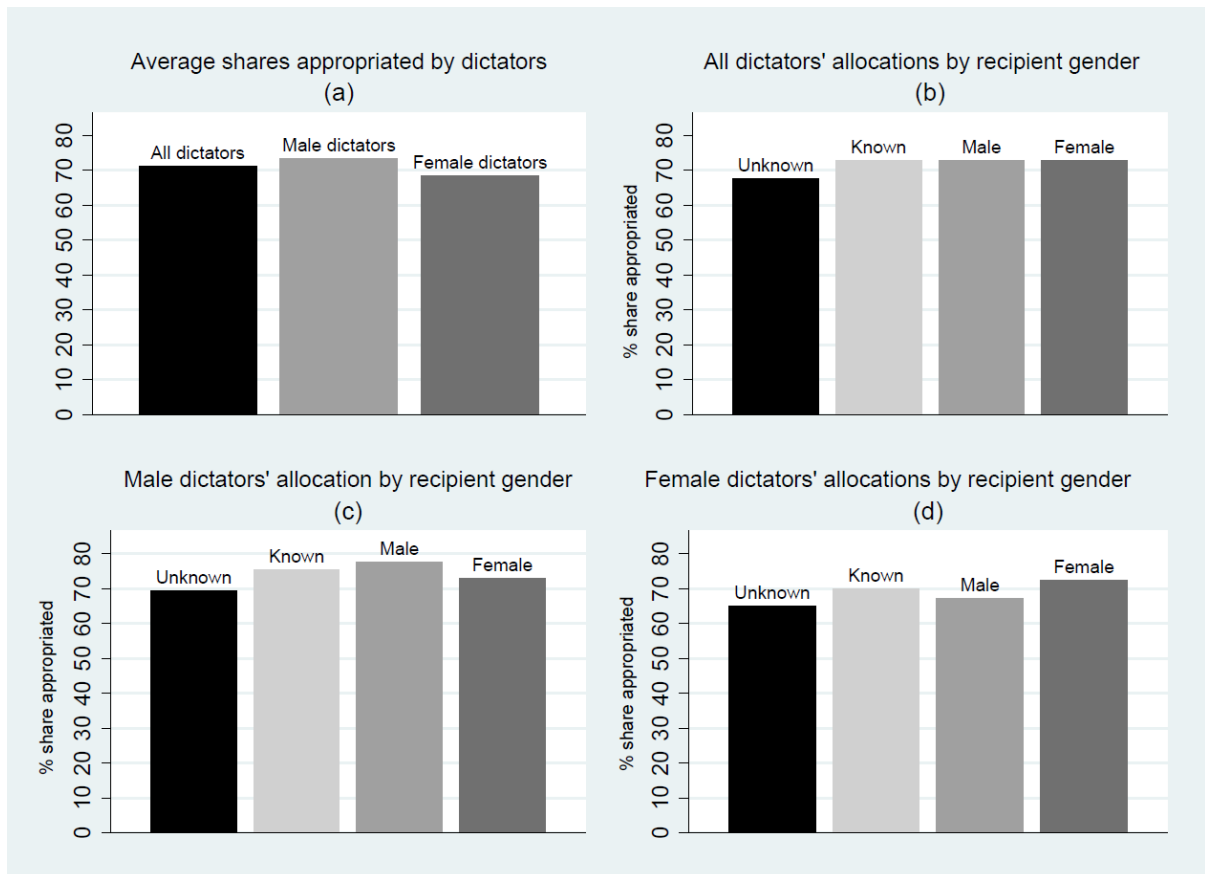 Average shares appropriated by dictators
(a)
All dictators
Male dictators
Female dictators
80
70
60
50
40
30
20
10
0
All dictators' allocations by recipient gender
(b)
% share appropriated
Unknown
Known
Male
Female
80
70
60
50
40
30
20
10
0
Male dictators' allocation by recipient gender
(c)
% share appropriated
Unknown
Known
Male
Female
80
70
60
50
40
30
20
10
0
Female dictators' allocations by recipient gender
(d)
% share appropriated
Unknown
Known
Male
Female
80
70
60
50
40
30
20
10
0